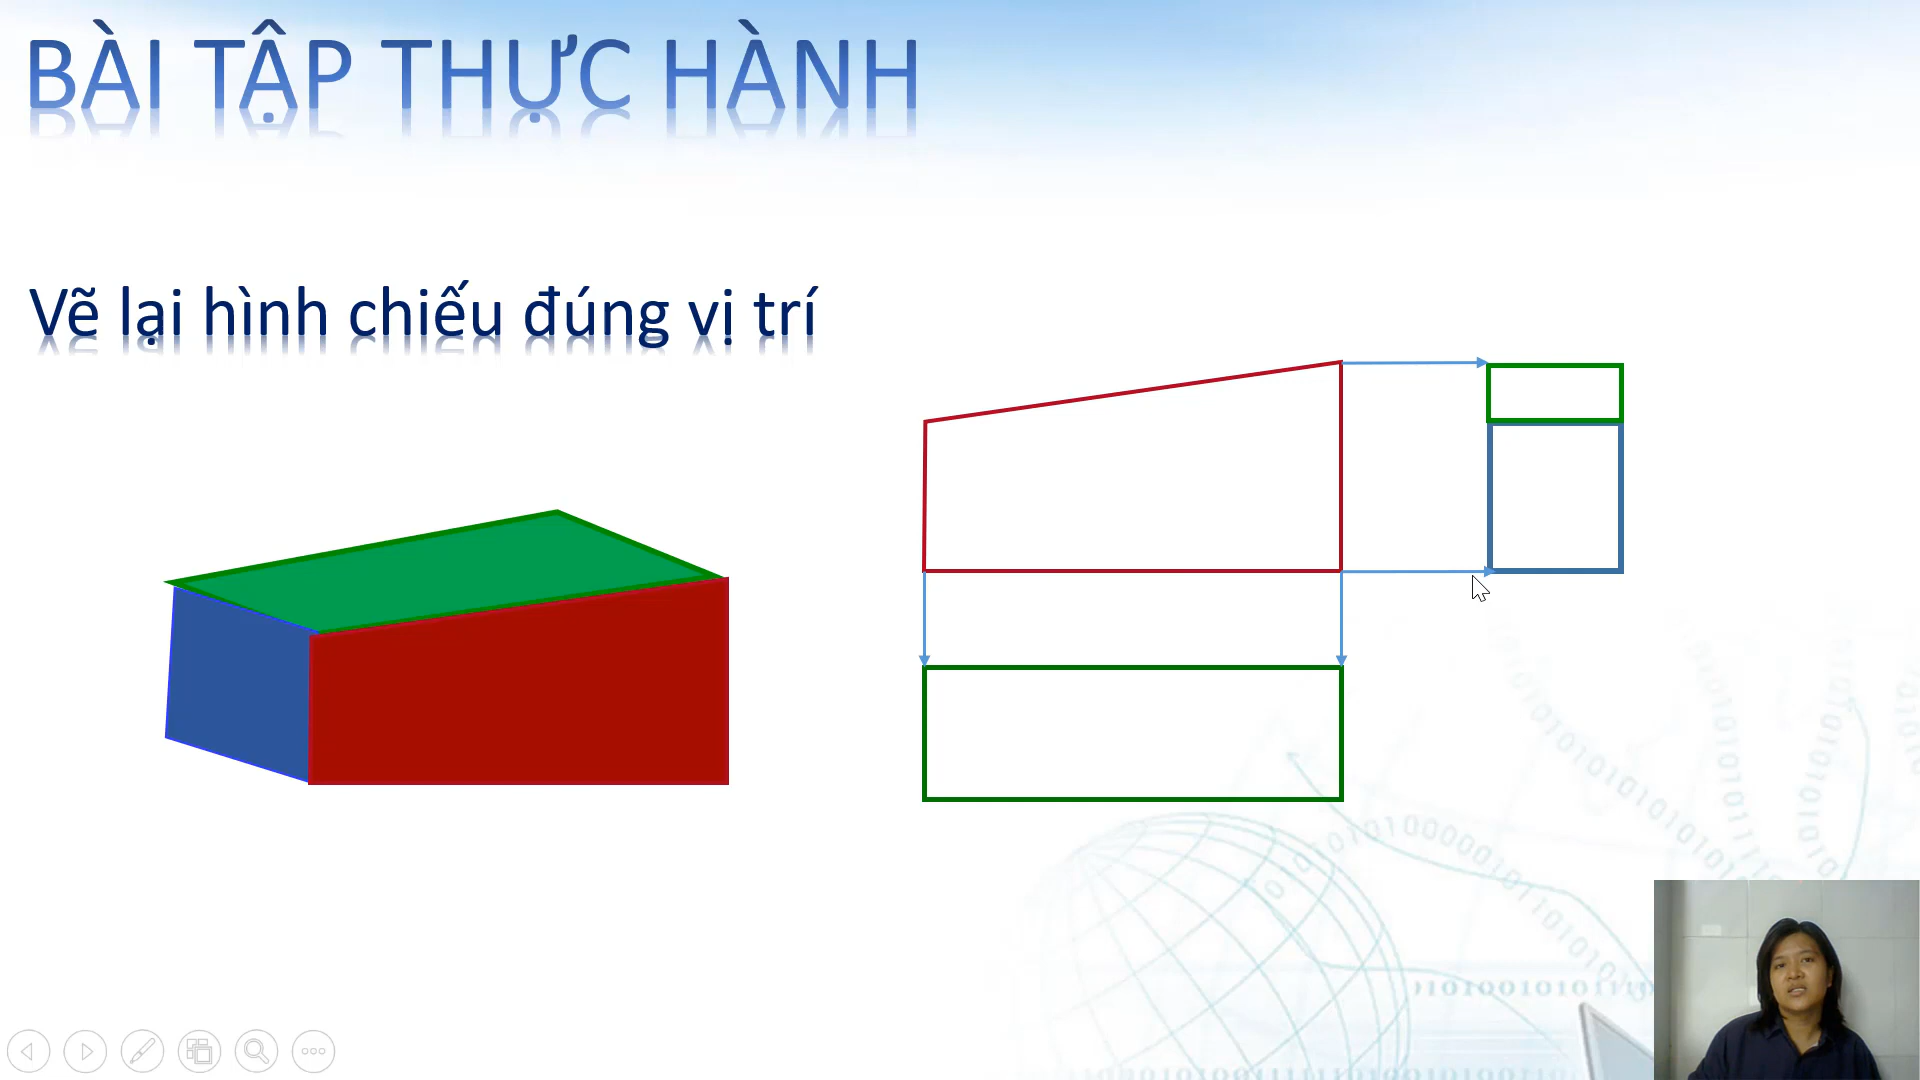 BÀI TẬP THỰC HÀNH
Vẽ lại hình chiếu đúng vị trí